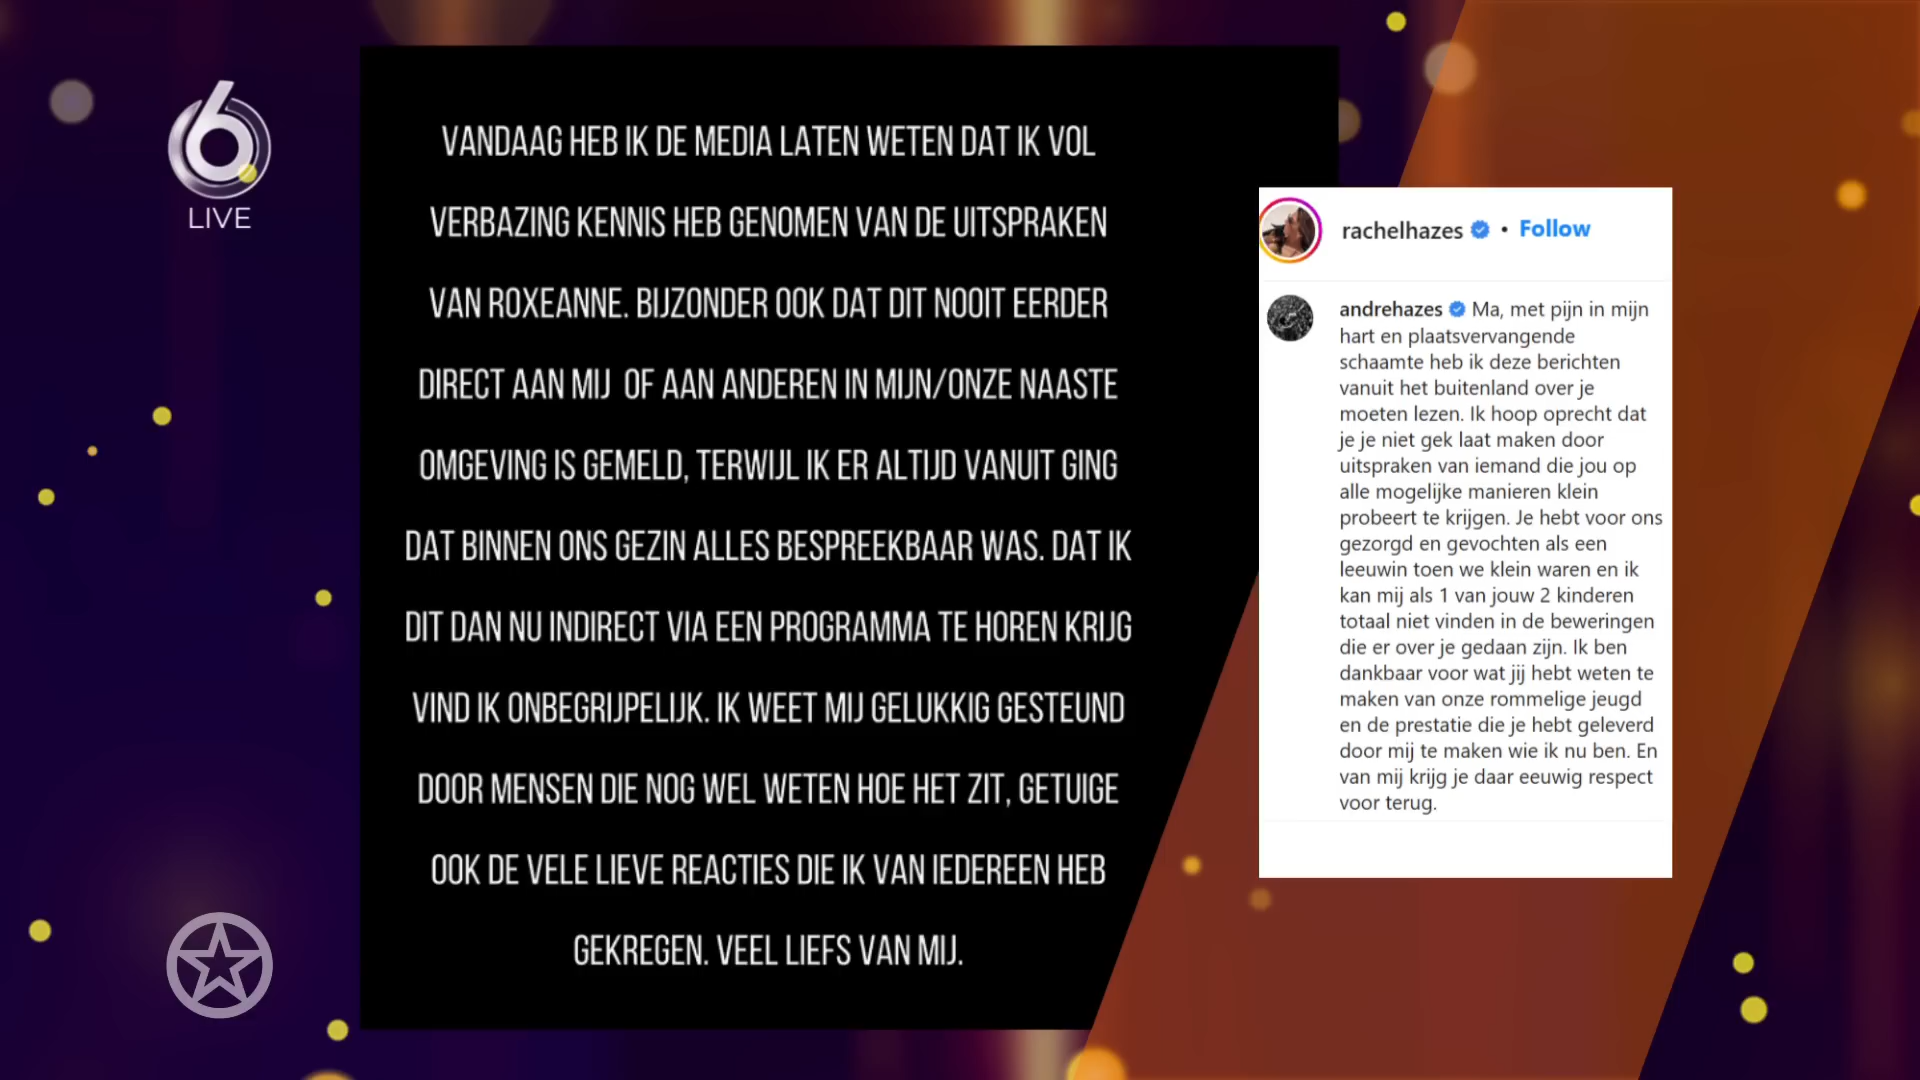 6
LIVE
VANDAAG HEB IK DE MEDIA LATEN WETEN DAT IK VOL
VERBAZING KENNIS HEB GENOMEN VAN DE UITSPRAKEN
VAN ROXEANNE. BIJZONDER OOK DAT DIT NOOIT EERDER
DIRECT AAN MIJ OF AAN ANDEREN IN MIJN/ONZE NAASTE
OMGEVING IS GEMELD, TERWIJL IK ER ALTIJD VANUIT GING
DAT BINNEN ONS GEZIN ALLES BESPREEKBAAR WAS. DAT IK
DIT DAN NU INDIRECT VIA EEN PROGRAMMA TE HOREN KRIJG
VIND IK ONBEGRIJPELIJK. IK WEET MIJ GELUKKIG GESTEUND
DOOR MENSEN DIE NOG WEL WETEN HOE HET ZIT, GETUIGE
OOK DE VELE LIEVE REACTIES DIE IK VAN IEDEREEN HEB
GEKREGEN. VEEL LIEFS VAN MIJ.
rachelhazes • Follow
andrehazes Ma, met pijn in mijn
hart en plaatsvervangende
schaamte heb ik deze berichten
vanuit het buitenland over je
moeten lezen. Ik hoop oprecht dat
je je niet gek laat maken door
uitspraken van iemand die jou op
alle mogelijke manieren klein
probeert te krijgen. Je hebt voor ons
gezorgd en gevochten als een
leeuwin toen we klein waren en ik
kan mij als 1 van jouw 2 kinderen
totaal niet vinden in de beweringen
die er over je gedaan zijn. Ik ben
dankbaar voor wat jij hebt weten te
maken van onze rommelige jeugd
en de prestatie die je hebt geleverd
door mij te maken wie ik nu ben. En
van mij krijg je daar eeuwig respect
voor terug.